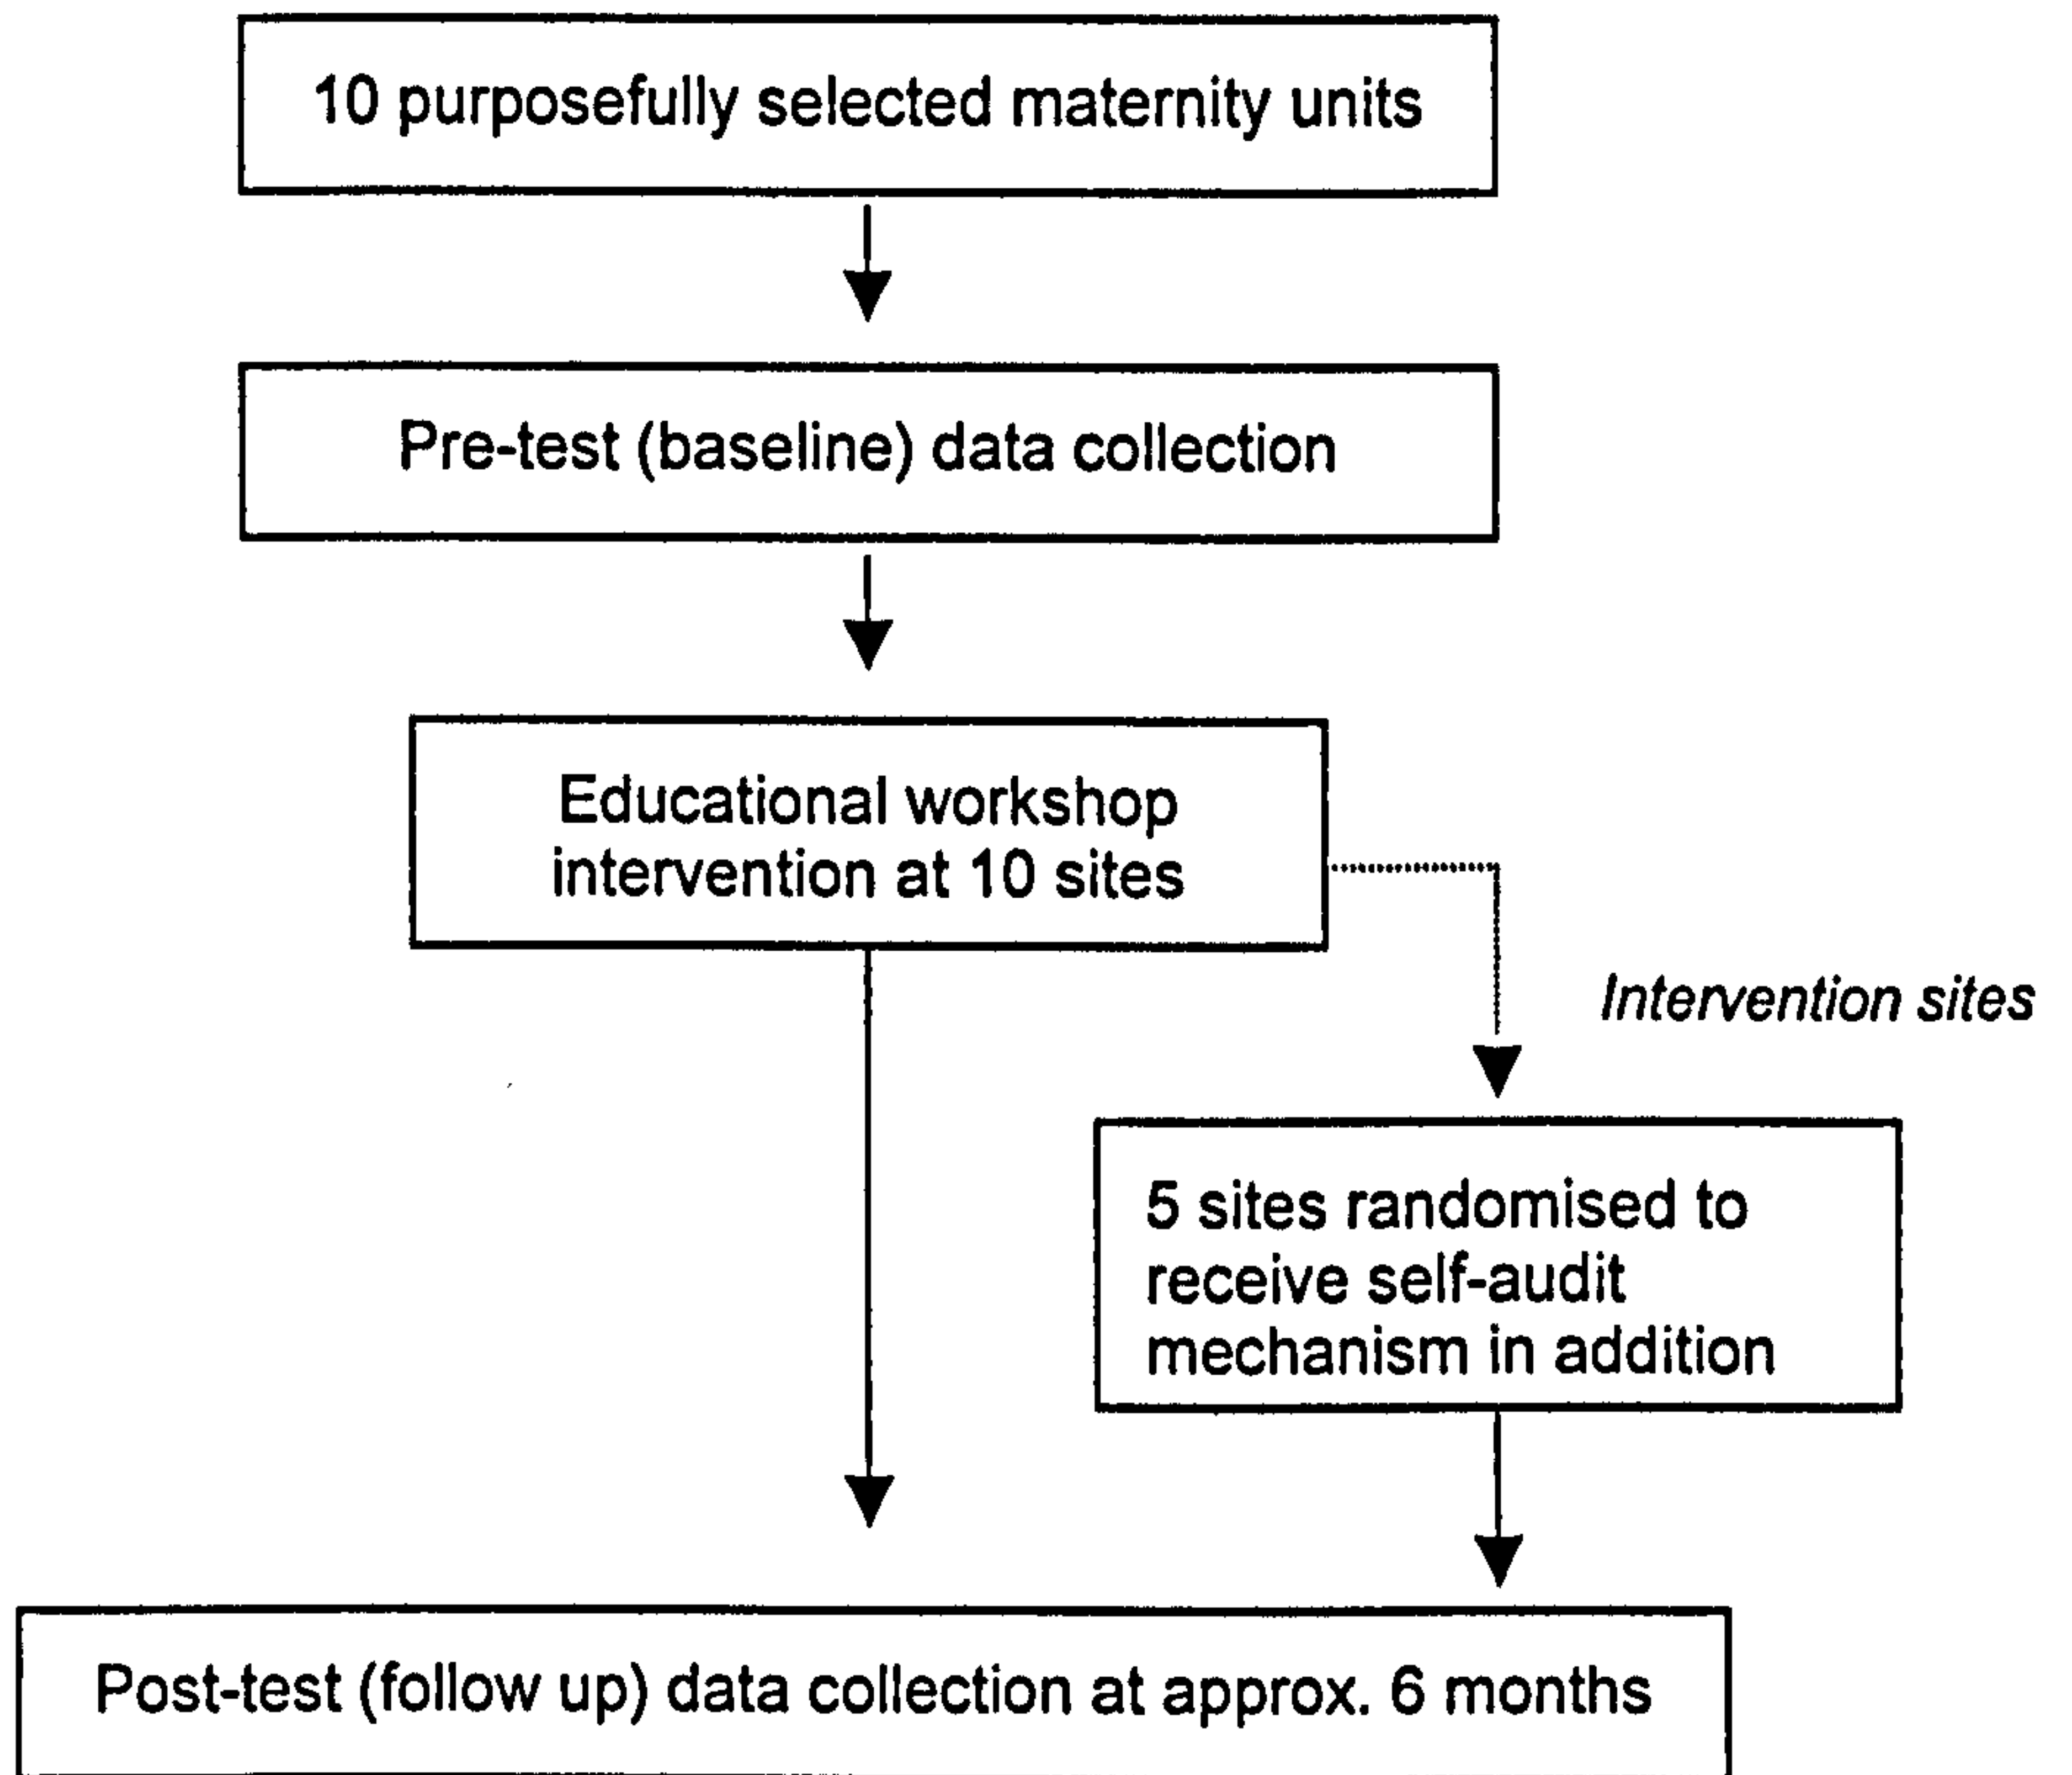 10 purposefully selected maternity units
Pre-test (baseline) data collection
Educational workshop
intervention at 10 sites
Intervention sites
5 sites randomised to
receive self-audit
mechanism in addition
Post-test (follow up) data collection at approx. 6 months